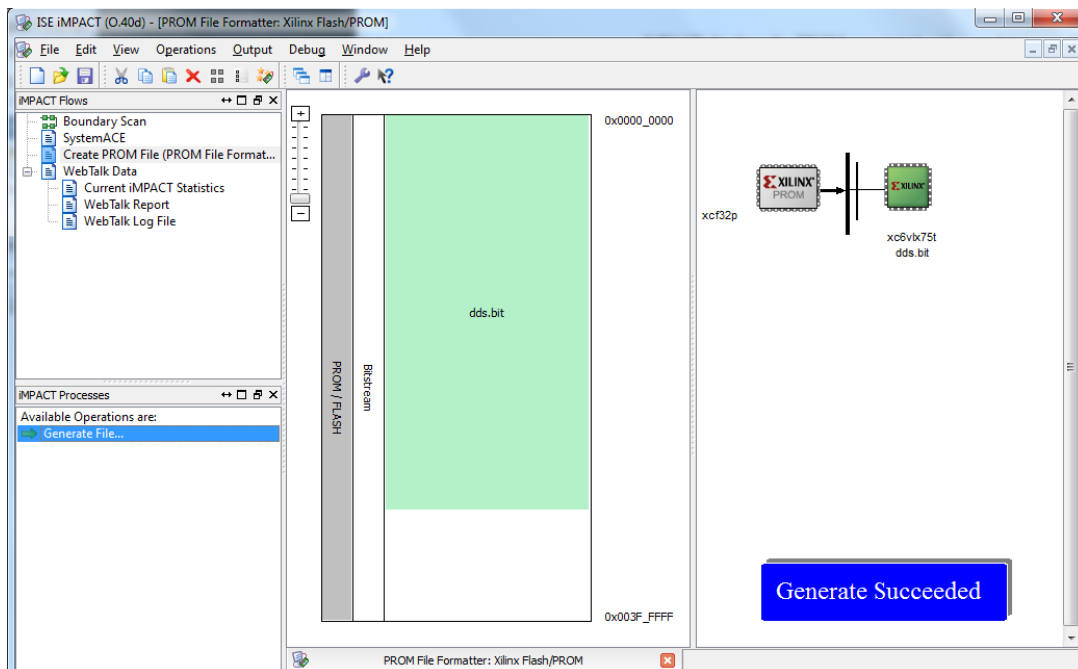 ISE iMPACT (O.40d) - [PROM File Formatter: Xilinx Flash/PROM]
File Edit View Operations Output Debug Window Help
iMPACT Flows
Boundary Scan
SystemACE
Create PROM File (PROM File Format...
WebTalk Data
Current iMPACT Statistics
WebTalk Report
WebTalk Log File
iMPACT Processes
Available Operations are:
Generate File...
PROM / FLASH
Bitstream
dds.bit
0x0000_0000
0x003F_FFFF
XILINX
PROM
xcf32p
XILINX
xc6vlx75t
dds.bit
Generate Succeeded
PROM File Formatter: Xilinx Flash/PROM